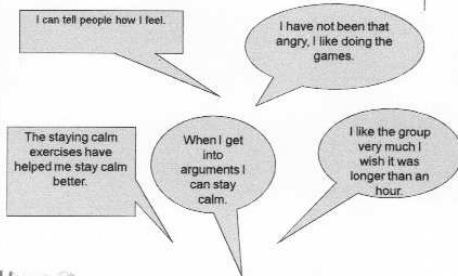 I can tell people how I feel.
I have not been that
angry, I like doing the
games.
The staying calm
exercises have
helped me stay calm
better.
When I get
into
arguments I
can stay
calm.
I like the group
very much I
wish it was
longer than an
hour.